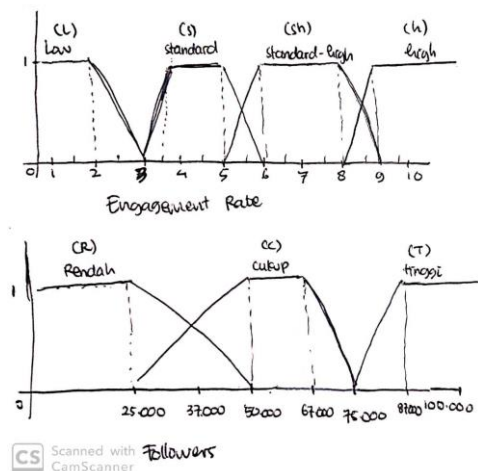 (L) (S) (Sh) (h)
Low standard standard-high high
1
0 1 2 3 4 5 6 7 8 9 10
Engagement Rate
(R) (C) (T)
Rendah cukup tinggi
1
0 25.000 37.000 50.000 67.000 75.000 87.000 100.000
Followers
CS Scanned with
CamScanner